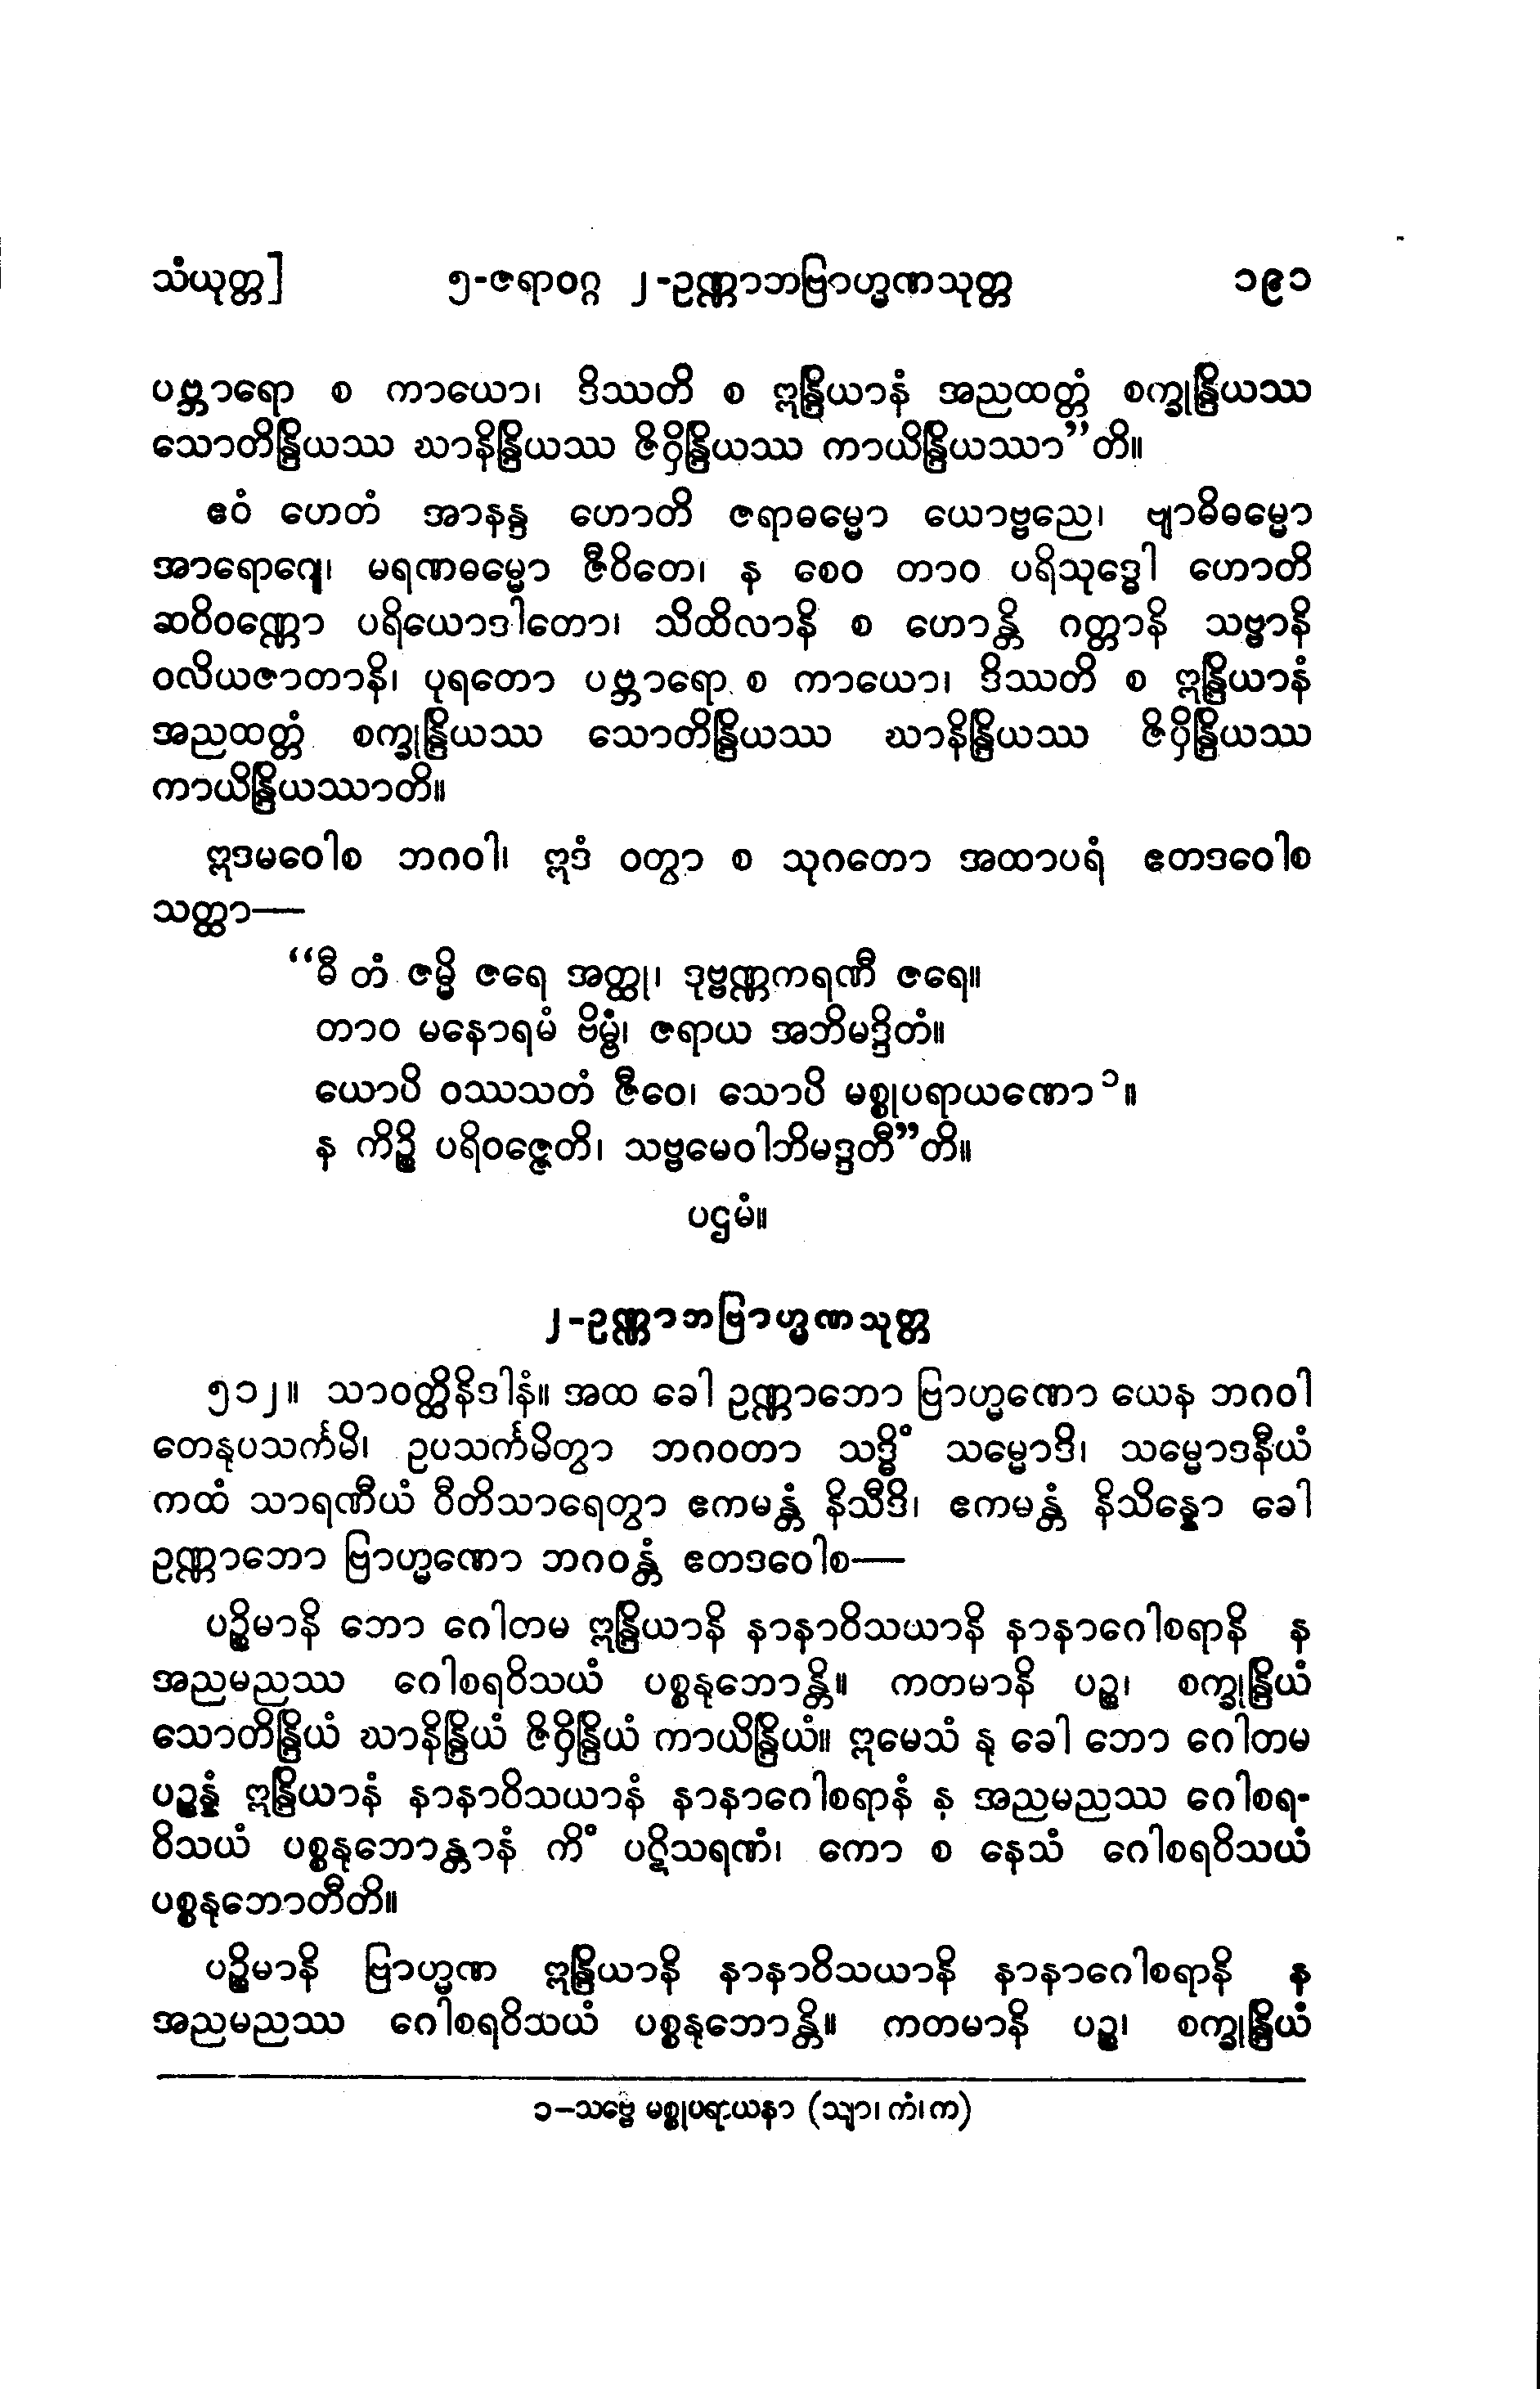 သံယုတ္တ] ၅-ဇရာဝဂ္ဂ ၂-ဥဏ္ဏာဘဗြာဟ္မဏသုတ္တ ၁၉၁
ပဗ္ဘာရော စ ကာယော၊ ဒိဿတိ စ ဣန္ဒြိယာနံ အညထတ္တံ စက္ခုန္ဒြိယဿ
သောတိန္ဒြိယဿ ဃာနိန္ဒြိယဿ ဇိဝှိန္ဒြိယဿ ကာယိန္ဒြိယဿာ”တိ။
ဧဝံ ဟေတံ အာနန္ဒ ဟောတိ ဇရာဓမ္မော ယောဗ္ဗညေ၊ ဗျာဓိဓမ္မော
အာရောဂျေ၊ မရဏဓမ္မော ဇီဝိတေ၊ န စေဝ တာဝ ပရိသုဒ္ဓေါ ဟောတိ
ဆဝိဝဏ္ဏော ပရိယောဒါတော၊ သိထိလာနိ စ ဟောန္တိ ဂတ္တာနိ သဗ္ဗာနိ
ဝလိယဇာတာနိ၊ ပုရတော ပဗ္ဘာရော စ ကာယော၊ ဒိဿတိ စ ဣန္ဒြိယာနံ
အညထတ္တံ စက္ခုန္ဒြိယဿ သောတိန္ဒြိယဿ ဃာနိန္ဒြိယဿ ဇိဝှိန္ဒြိယဿ
ကာယိန္ဒြိယဿာတိ။
ဣဒမဝေါစ ဘဂဝါ၊ ဣဒံ ဝတွာ စ သုဂတော အထာပရံ ဧတဒဝေါစ
သတ္ထာ—
“ဓီ တံ ဇမ္မိ ဇရေ အတ္ထု၊ ဒုဗ္ဗဏ္ဏကရဏီ ဇရေ။
တာဝ မနောရမံ ဗိမ္ဗံ၊ ဇရာယ အဘိမဒ္ဒိတံ။
ယောပိ ဝဿသတံ ဇီဝေ၊ သောပိ မစ္စုပရာယဏော ၁။
န ကိဉ္စိ ပရိဝဇ္ဇေတိ၊ သဗ္ဗမေဝါဘိမဒ္ဒတီ”တိ။
ပဌမံ။
၂-ဥဏ္ဏာဘဗြာဟ္မဏသုတ္တ
၅၁၂။ သာဝတ္ထိနိဒါနံ။ အထ ခေါ ဥဏ္ဏာဘော ဗြာဟ္မဏော ယေန ဘဂဝါ
တေနုပသင်္ကမိ၊ ဥပသင်္ကမိတွာ ဘဂဝတာ သဒ္ဓိံ သမ္မောဒိ၊ သမ္မောဒနီယံ
ကထံ သာရဏီယံ ဝီတိသာရေတွာ ဧကမန္တံ နိသီဒိ၊ ဧကမန္တံ နိသိန္နော ခေါ
ဥဏ္ဏာဘော ဗြာဟ္မဏော ဘဂဝန္တံ ဧတဒဝေါစ—
ပဉ္စိမာနိ ဘော ဂေါတမ ဣန္ဒြိယာနိ နာနာဝိသယာနိ နာနာဂေါစရာနိ န
အညမညဿ ဂေါစရဝိသယံ ပစ္စနုဘောန္တိ။ ကတမာနိ ပဉ္စ၊ စက္ခုန္ဒြိယံ
သောတိန္ဒြိယံ ဃာနိန္ဒြိယံ ဇိဝှိန္ဒြိယံ ကာယိန္ဒြိယံ။ ဣမေသံ နု ခေါ ဘော ဂေါတမ
ပဉ္စန္နံ ဣန္ဒြိယာနံ နာနာဝိသယာနံ နာနာဂေါစရာနံ န အညမညဿ ဂေါစရ-
ဝိသယံ ပစ္စနုဘောန္တာနံ ကိံ ပဋိသရဏံ၊ ကော စ နေသံ ဂေါစရဝိသယံ
ပစ္စနုဘောတီတိ။
ပဉ္စိမာနိ ဗြာဟ္မဏ ဣန္ဒြိယာနိ နာနာဝိသယာနိ နာနာဂေါစရာနိ န
အညမညဿ ဂေါစရဝိသယံ ပစ္စနုဘောန္တိ။ ကတမာနိ ပဉ္စ၊ စက္ခုန္ဒြိယံ
၁-သဗ္ဗေ မစ္စုပရာယနာ (သျာ၊ ကံ၊ က)